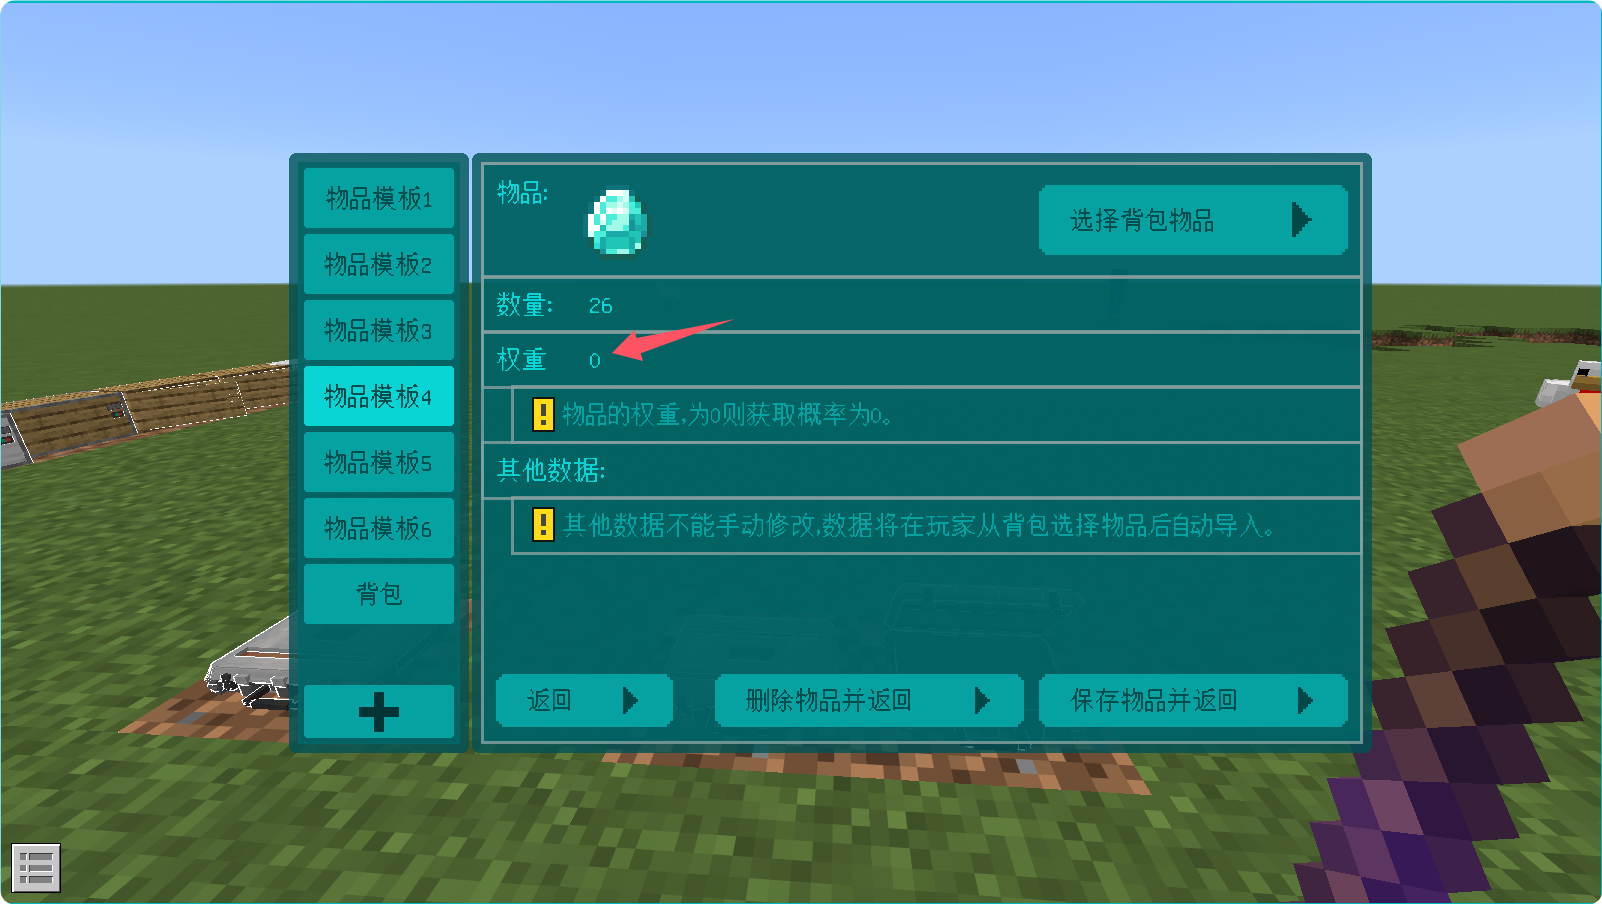 物品模板1
物品模板2
物品模板3
物品模板4
物品模板5
物品模板6
背包
物品:
选择背包物品
数量: 26
权重 0
物品的权重,为0则获取概率为0。
其他数据:
其他数据不能手动修改,数据将在玩家从背包选择物品后自动导入。
返回
删除物品并返回
保存物品并返回